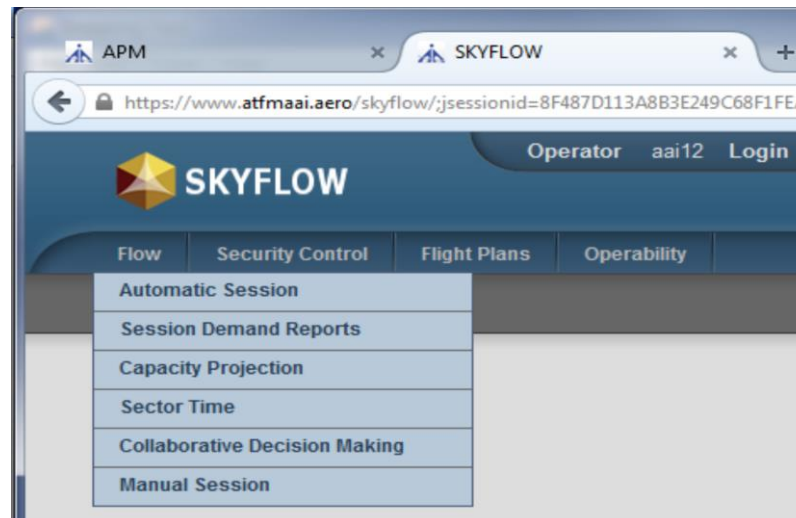 APM × SKYFLOW × +
https://www.atfmaai.aero/skyflow/;jsessionid=8F487D113A8B3E249C68F1FE
Operator aai12 Login
SKYFLOW
Flow Security Control Flight Plans Operability
Automatic Session
Session Demand Reports
Capacity Projection
Sector Time
Collaborative Decision Making
Manual Session